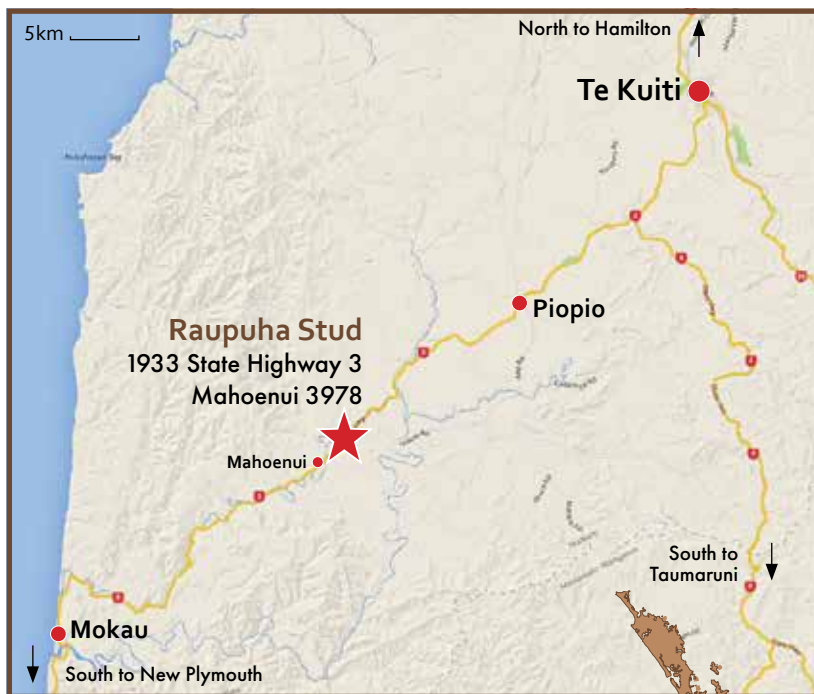 5km
North to Hamilton
Te Kuiti
Piopio
Raupuha Stud
1933 State Highway 3
Mahoenui 3978
Mahoenui
South to
Taumaruni
Mokau
South to New Plymouth